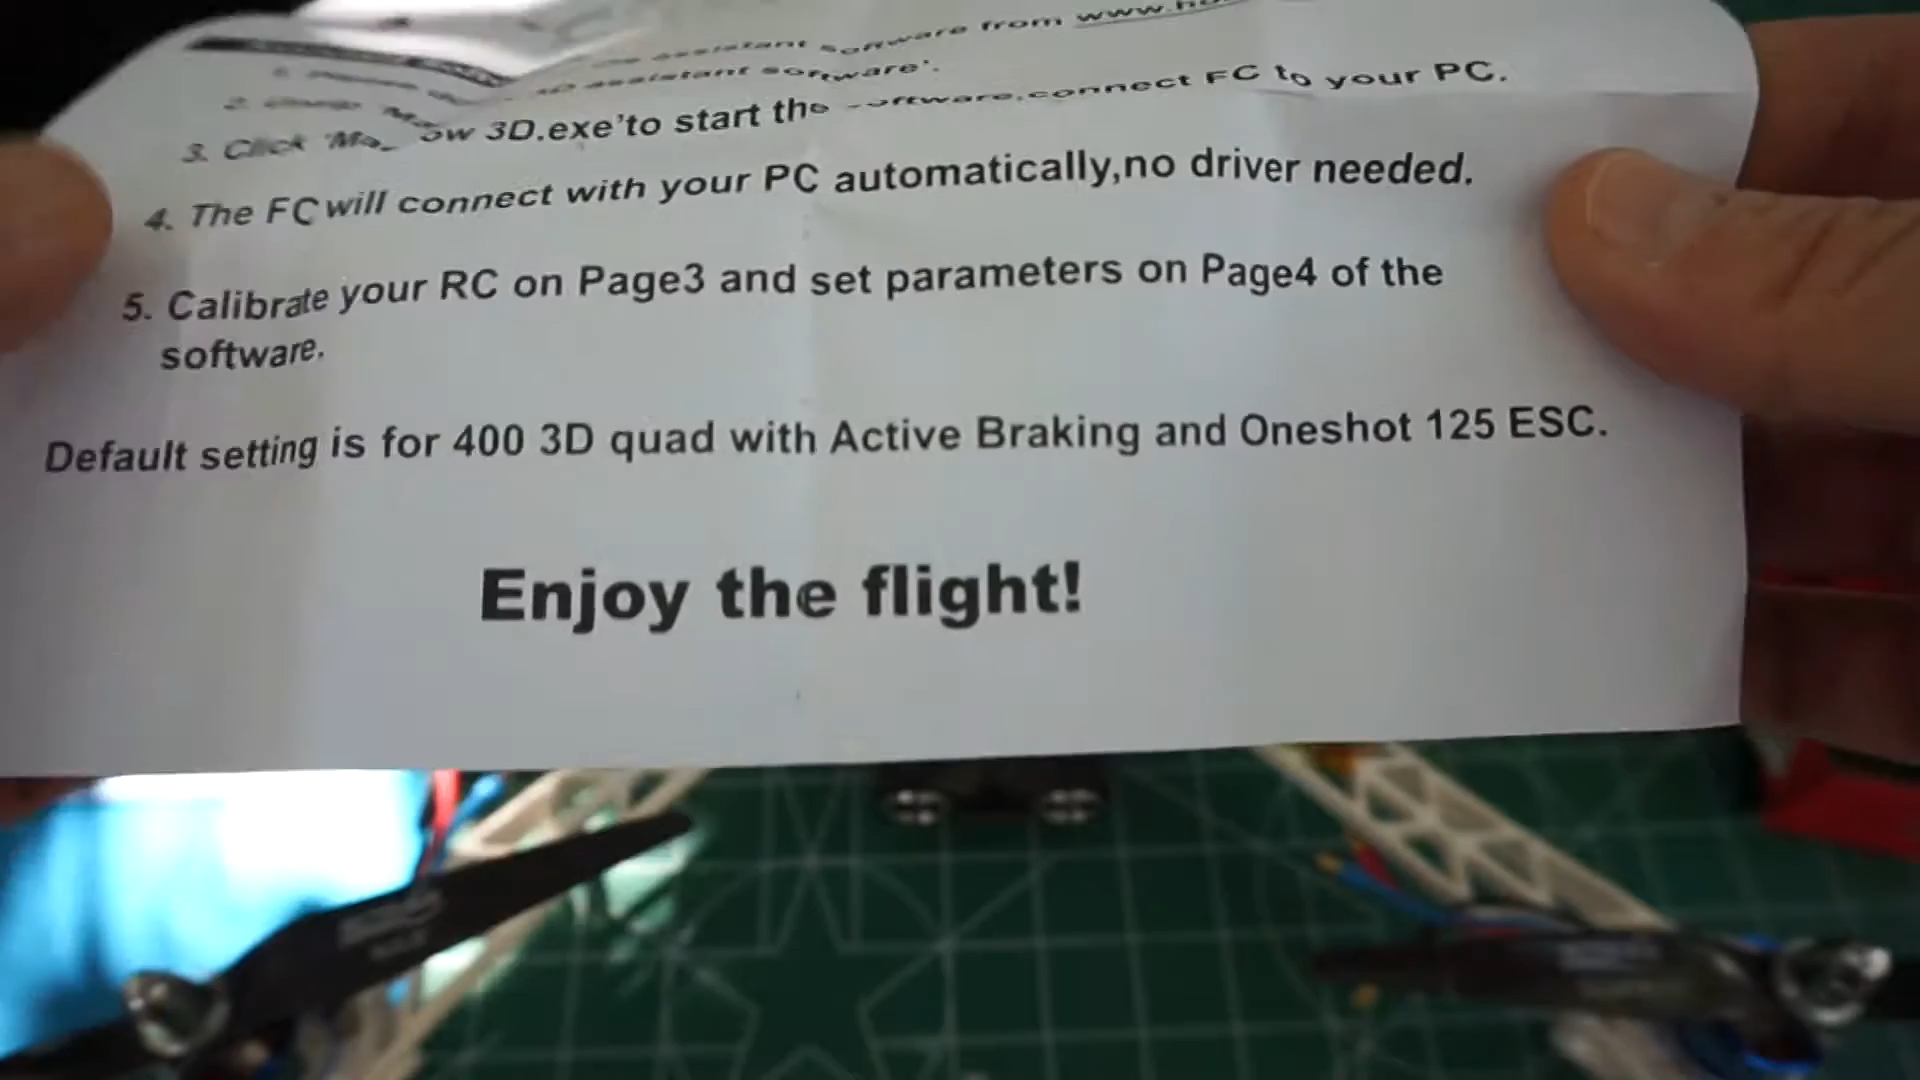 assistant software from www.
3D assistant software'.
3. Click 'Ma ow 3D.exe'to start the software,connect FC to your PC.
4. The FC will connect with your PC automatically,no driver needed.
5. Calibrate your RC on Page3 and set parameters on Page4 of the
software.
Default setting is for 400 3D quad with Active Braking and Oneshot 125 ESC.
Enjoy the flight!